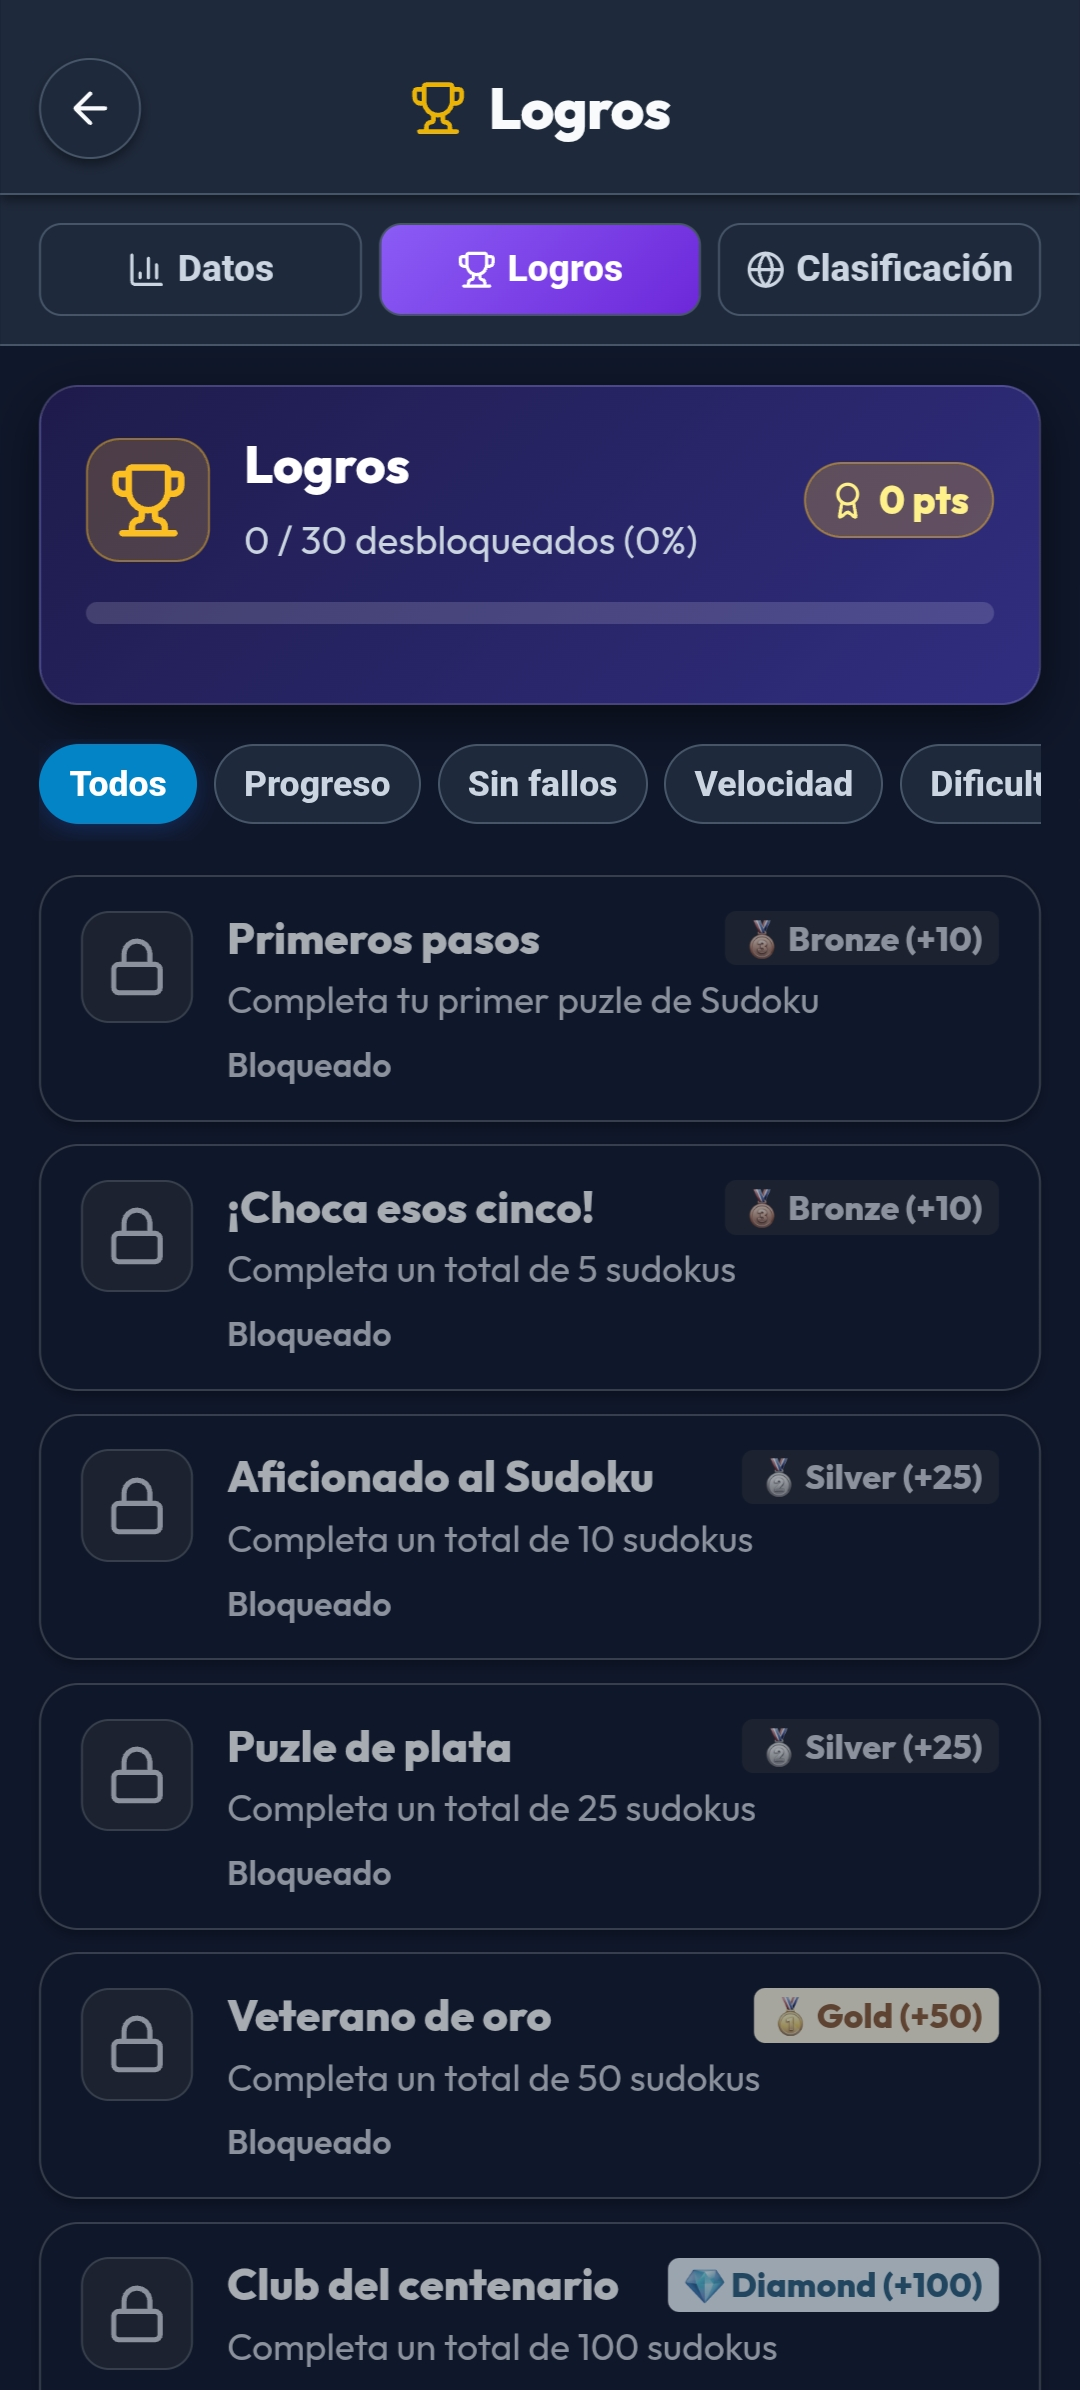 Logros
Datos
Logros
Clasificación
Logros
0 / 30 desbloqueados (0%)
0 pts
Todos
Progreso
Sin fallos
Velocidad
Dificult
Primeros pasos
Bronze (+10)
Completa tu primer puzle de Sudoku
Bloqueado
¡Choca esos cinco!
Bronze (+10)
Completa un total de 5 sudokus
Bloqueado
Aficionado al Sudoku
Silver (+25)
Completa un total de 10 sudokus
Bloqueado
Puzle de plata
Silver (+25)
Completa un total de 25 sudokus
Bloqueado
Veterano de oro
Gold (+50)
Completa un total de 50 sudokus
Bloqueado
Club del centenario
Diamond (+100)
Completa un total de 100 sudokus